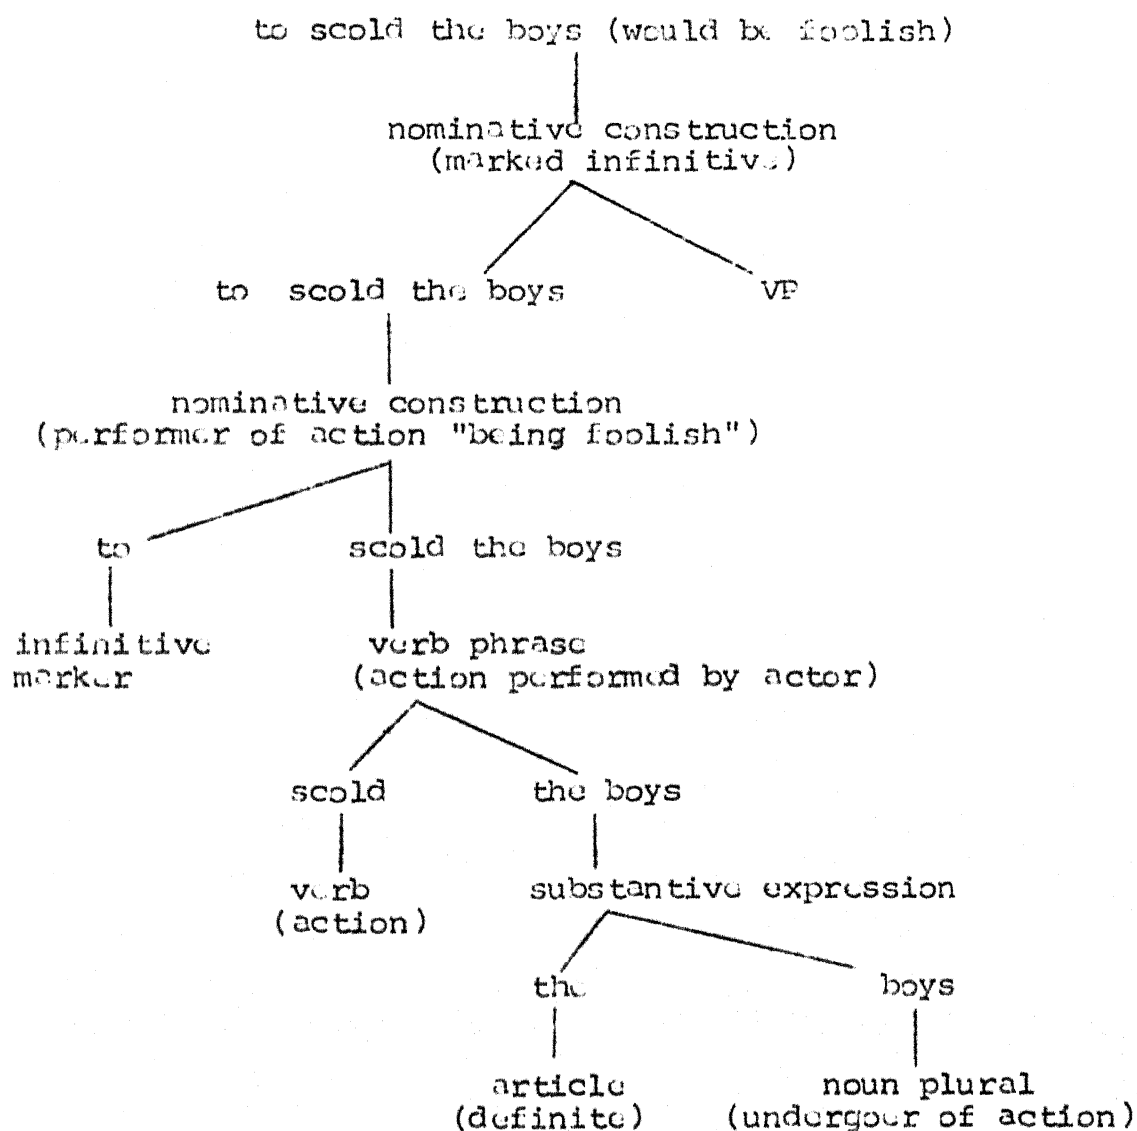 to scold the boys (would be foolish)
nominative construction
(marked infinitive)
to scold the boys VP
nominative construction
(performer of action "being foolish")
to scold the boys
infinitive verb phrase
marker (action performed by actor)
scold the boys
verb substantive expression
(action)
the boys
article noun plural
(definite) (undergoer of action)